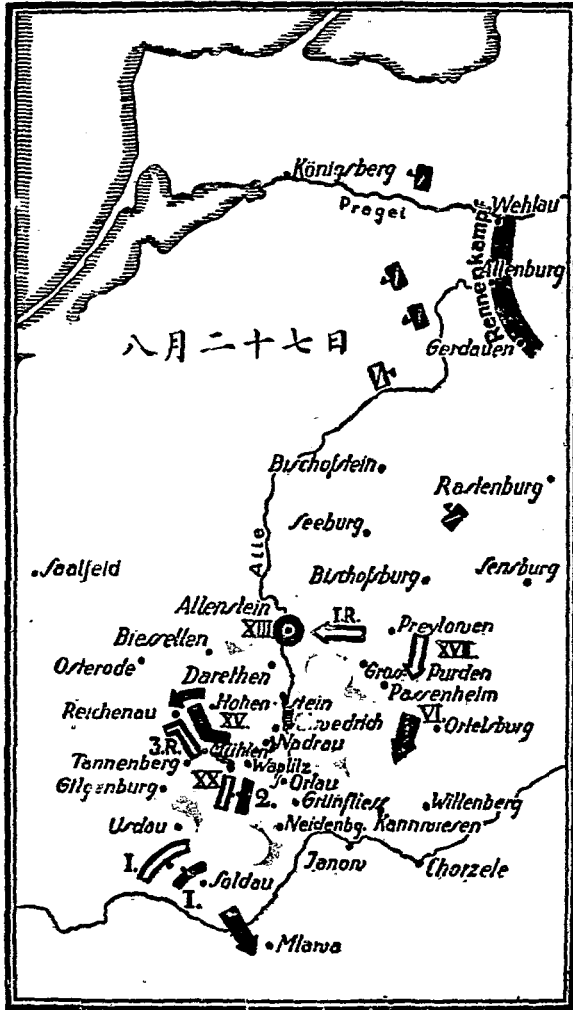 Königsberg
Pregel
Wehlau
Allenburg
Rennenkampf
八月二十七日
Gerdauen
Bischofstein
Rastenburg
Seeburg
Alle
Sensburg
Saalfeld
Bischofsburg
Allenstein
I.R.
XIII
Preylowen
Biessellen
XVII.
Osterode
Darethen
Gross Purden
Passenheim
Hohenstein
Reichenau
XV.
VI.
Ortelsburg
3.R.
Mühlen
Nadrau
Tannenberg
Waplitz
XX
Orlau
Gilgenburg
2.
Grünfliess
Willenberg
Usdau
Neidenbg.
Kannwiesen
I.
Janow
Chorzele
Soldau
I.
Mlawa